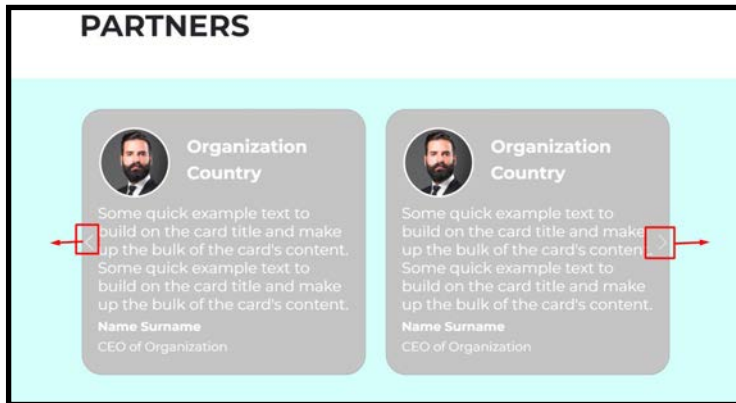 PARTNERS
Organization
Country
Some quick example text to
build on the card title and make
up the bulk of the card's content.
Some quick example text to
build on the card title and make
up the bulk of the card's content.
Name Surname
CEO of Organization
Organization
Country
Some quick example text to
build on the card title and make
up the bulk of the card's content.
Some quick example text to
build on the card title and make
up the bulk of the card's content.
Name Surname
CEO of Organization